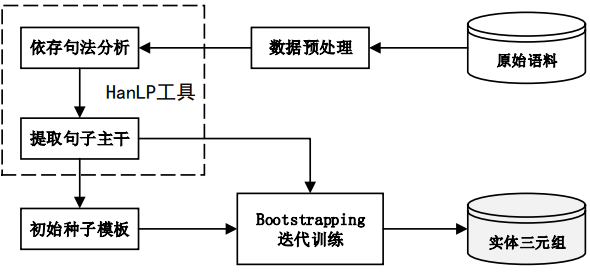 依存句法分析
数据预处理
原始语料
HanLP工具
提取句子主干
初始种子模板
Bootstrapping
迭代训练
实体三元组